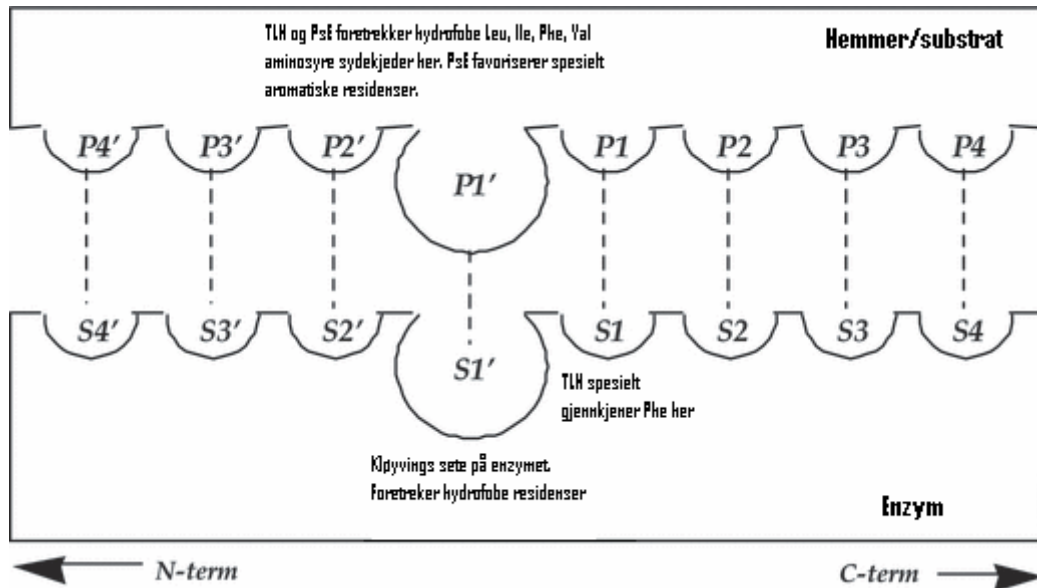 TLH og PsE foretrekker hydrofobe Leu, Ile, Phe, Val
aminosyre sydekjeder her. PsE favoriserer spesielt
aromatiske residenser.
Hemmer/substrat
P4' P3' P2' P1' P1 P2 P3 P4
S4' S3' S2' S1' S1 S2 S3 S4
TLH spesielt
gjennkjener Phe her
Kløyvings sete på enzymet.
Foretreker hydrofobe residenser
Enzym
N-term C-term